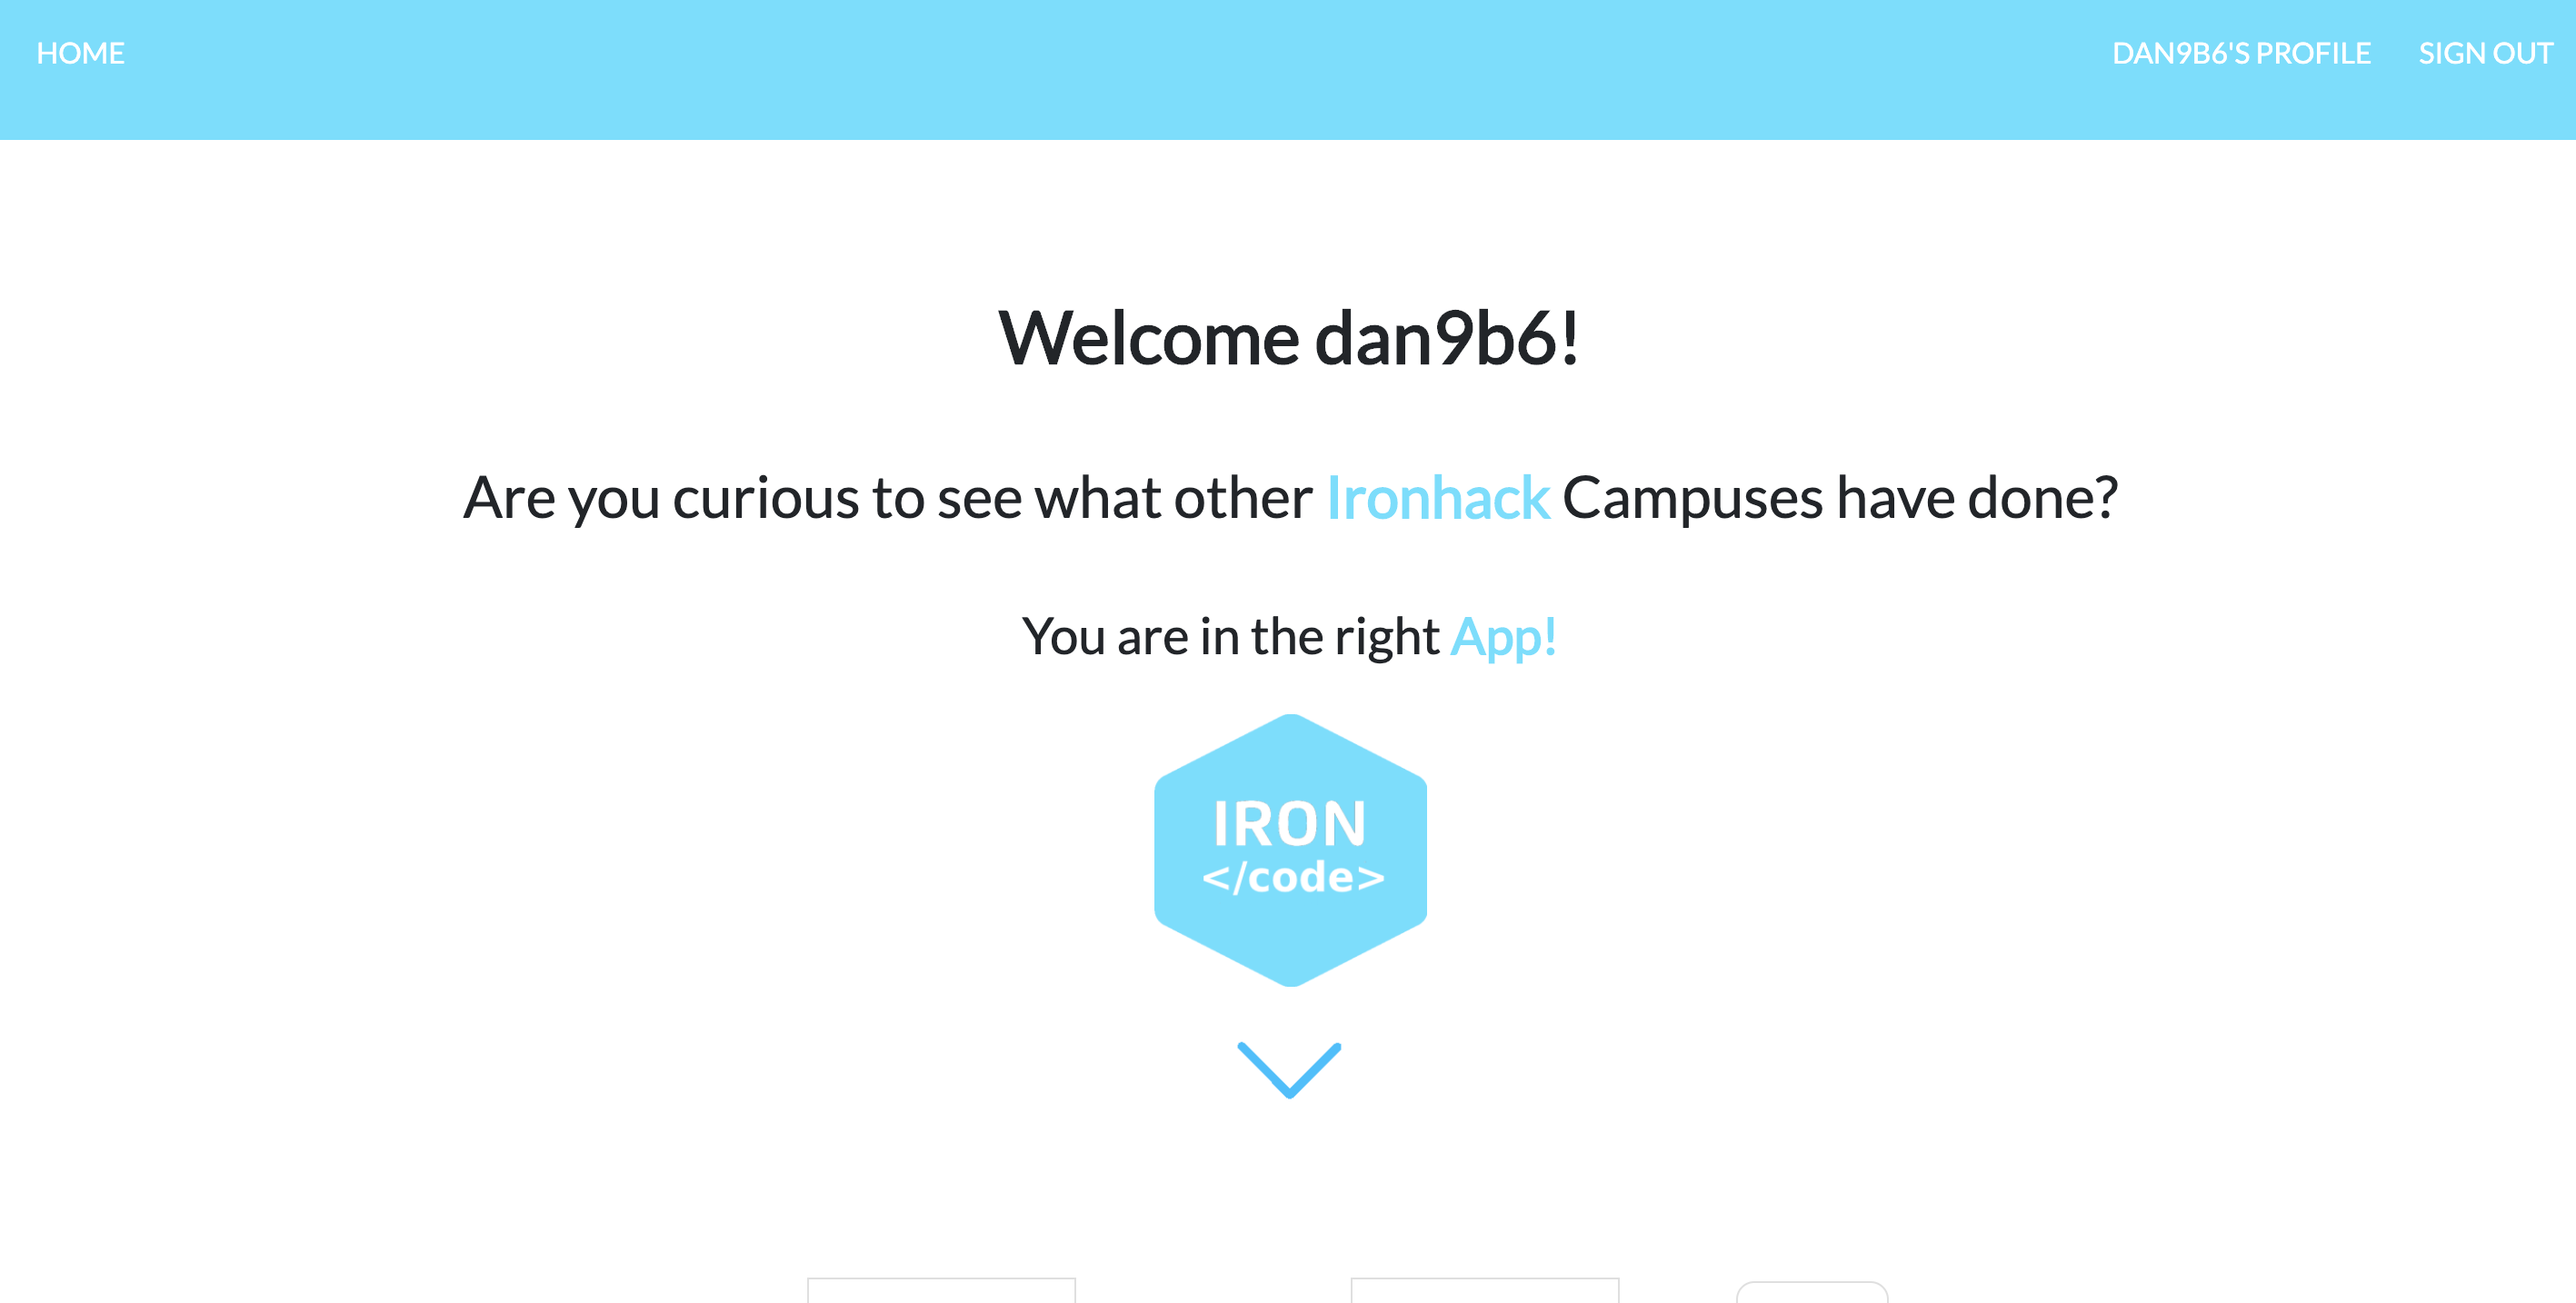 HOME
DAN9B6'S PROFILE
SIGN OUT
Welcome dan9b6!
Are you curious to see what other Ironhack Campuses have done?
You are in the right App!
IRON
</code>